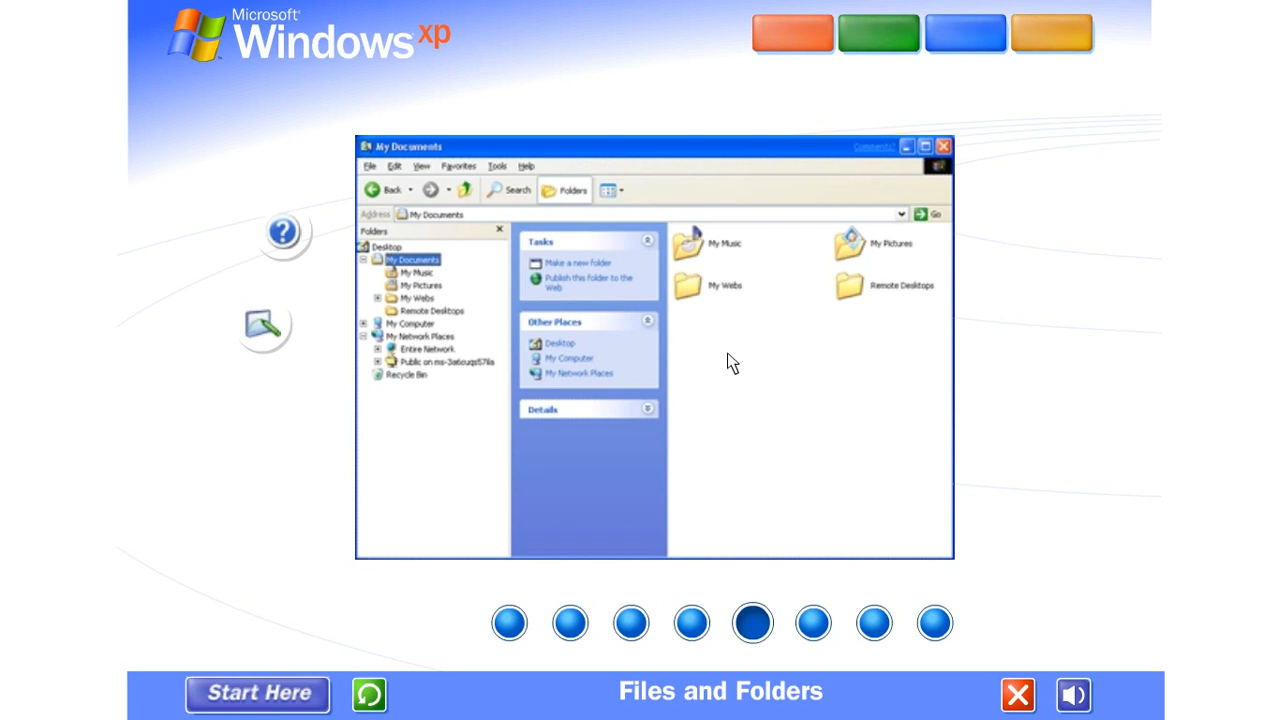 Microsoft®
Windows xp
My Documents
Comments?
File Edit View Favorites Tools Help
Back Search Folders
Address My Documents Go
Folders
Desktop
My Documents
My Music
My Pictures
My Webs
Remote Desktops
My Computer
My Network Places
Entire Network
Recycle Bin
Tasks
Make a new folder
Publish this folder to the
Web
Other Places
Desktop
My Computer
My Network Places
Details
My Music My Pictures
My Webs Remote Desktops
Start Here
Files and Folders